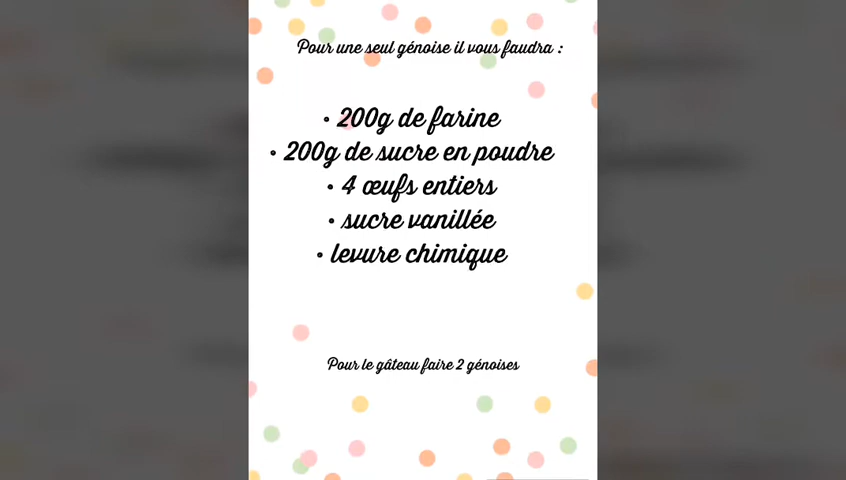 Pour une seul génoise il vous faudra :
• 200g de farine
• 200g de sucre en poudre
• 4 œufs entiers
• sucre vanillée
• levure chimique
Pour le gâteau faire 2 génoises